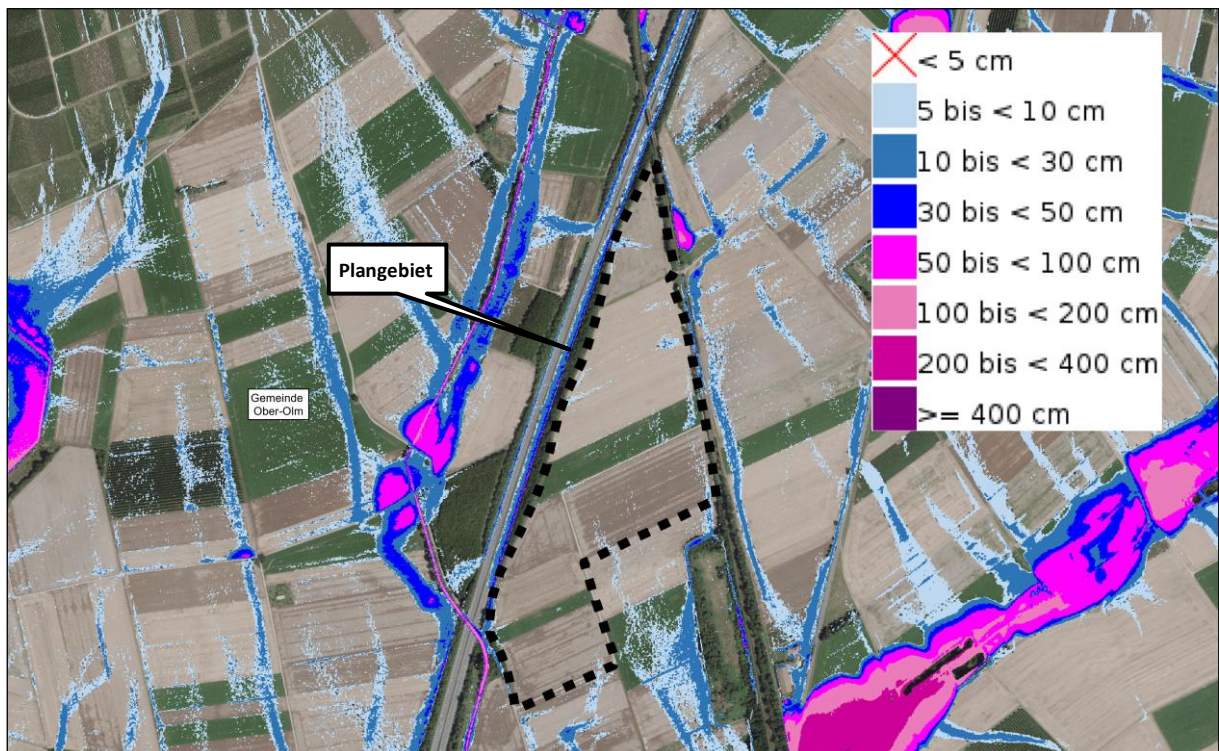 < 5 cm
5 bis < 10 cm
10 bis < 30 cm
30 bis < 50 cm
50 bis < 100 cm
100 bis < 200 cm
200 bis < 400 cm
>= 400 cm
Plangebiet
Gemeinde
Ober-Olm